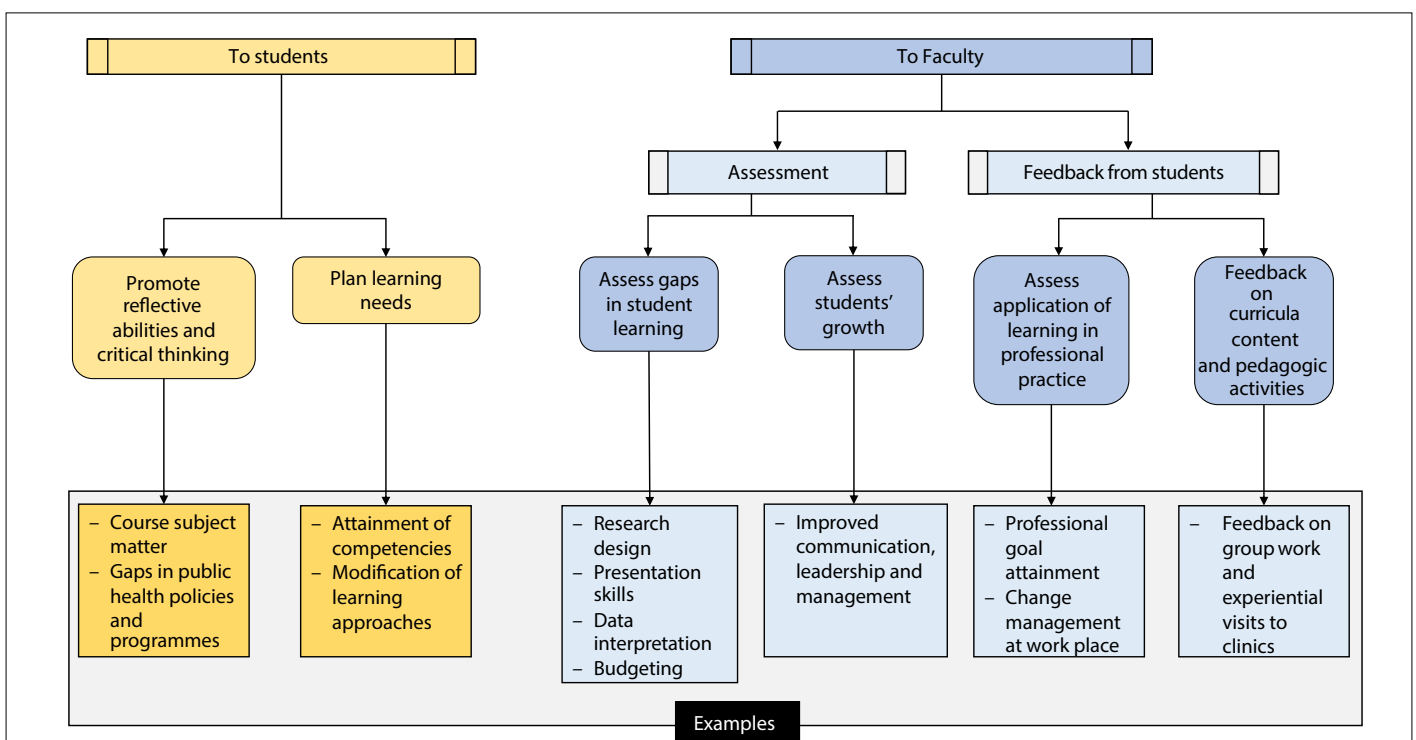 To students
To Faculty
Assessment
Feedback from students
Promote
reflective
abilities and
critical thinking
Plan learning
needs
Assess gaps
in student
learning
Assess
students’
growth
Assess
application of
learning in
professional
practice
Feedback
on
curricula
content
and pedagogic
activities
– Course subject
matter
– Gaps in public
health policies
and
programmes
– Attainment of
competencies
– Modification of
learning
approaches
– Research
design
– Presentation
skills
– Data
interpretation
– Budgeting
– Improved
communication,
leadership and
management
– Professional
goal
attainment
– Change
management
at work place
– Feedback on
group work
and
experiential
visits to
clinics
Examples